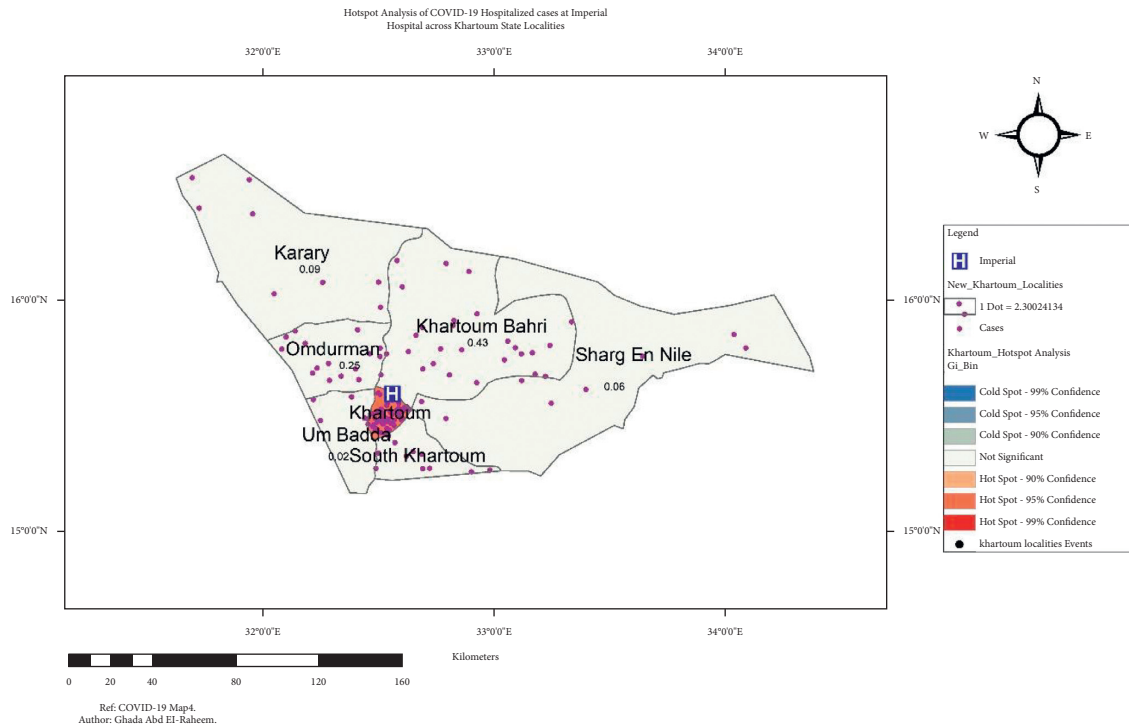 Hotspot Analysis of COVID-19 Hospitalized cases at Imperial
Hospital across Khartoum State Localities
32°0'0"E
33°0'0"E
34°0'0"E
N
W
E
S
16°0'0"N
16°0'0"N
15°0'0"N
15°0'0"N
Karary
0.09
Khartoum Bahri
0.43
Omdurman
0.25
Sharg En Nile
0.06
H
Khartoum
Um Badda
0.02
South Khartoum
Legend
H Imperial
New_Khartoum_Localities
1 Dot = 2.30024134
Cases
Khartoum_Hotspot Analysis
Gi_Bin
Cold Spot - 99% Confidence
Cold Spot - 95% Confidence
Cold Spot - 90% Confidence
Not Significant
Hot Spot - 90% Confidence
Hot Spot - 95% Confidence
Hot Spot - 99% Confidence
khartoum localities Events
32°0'0"E
33°0'0"E
34°0'0"E
Kilometers
0 20 40 80 120 160
Ref: COVID-19 Map4.
Author: Ghada Abd EI-Raheem.